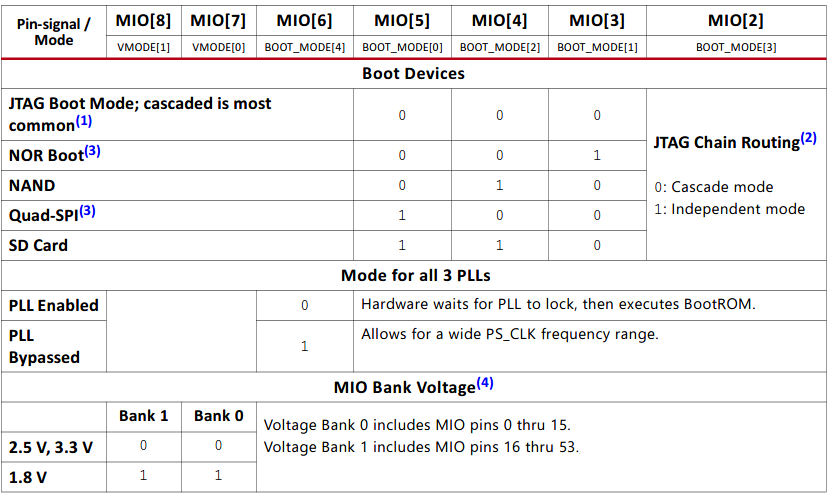 Pin-signal / Mode MIO[8] MIO[7] MIO[6] MIO[5] MIO[4] MIO[3] MIO[2]
VMODE[1] VMODE[0] BOOT_MODE[4] BOOT_MODE[0] BOOT_MODE[2] BOOT_MODE[1] BOOT_MODE[3]
Boot Devices
JTAG Boot Mode; cascaded is most
common(1) 0 0 0
NOR Boot(3) 0 0 1
NAND 0 1 0
Quad-SPI(3) 1 0 0
SD Card 1 1 0
JTAG Chain Routing(2)
0: Cascade mode
1: Independent mode
Mode for all 3 PLLs
PLL Enabled 0 Hardware waits for PLL to lock, then executes BootROM.
PLL
Bypassed 1 Allows for a wide PS_CLK frequency range.
MIO Bank Voltage(4)
Bank 1 Bank 0
2.5 V, 3.3 V 0 0
1.8 V 1 1
Voltage Bank 0 includes MIO pins 0 thru 15.
Voltage Bank 1 includes MIO pins 16 thru 53.